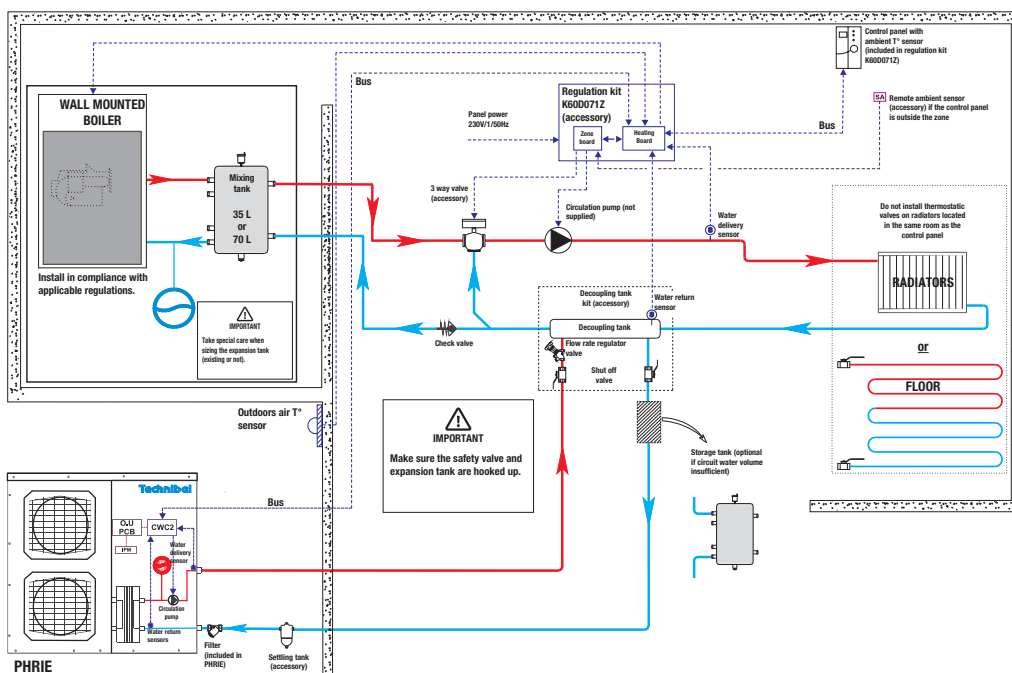 Control panel with
ambient T° sensor
(included in regulation kit
K60D071Z)
Bus
WALL MOUNTED
BOILER
Regulation kit
K60D071Z
(accessory)
SA
Remote ambient sensor
(accessory) if the control panel
is outside the zone
Panel power
230V/1/50Hz
Bus
Zone
board
Heating
Board
Mixing
tank
35 L
or
70 L
3 way valve
(accessory)
Circulation pump (not
supplied)
Water
delivery
sensor
Do not install thermostatic
valves on radiators located
in the same room as the
control panel
RADIATORS
Install in compliance with
applicable regulations.
IMPORTANT
Take special care when
sizing the expansion tank
(existing or not).
Decoupling tank
kit (accessory)
Water return
sensor
Decoupling tank
Check valve
Flow rate regulator
valve
Shut off
valve
or
FLOOR
Outdoors air T°
sensor
IMPORTANT
Make sure the safety valve and
expansion tank are hooked up.
Storage tank (optional
if circuit water volume
insufficient)
Technibel
Bus
O.U
PCB
CWC2
IPM
Water
delivery
sensor
Circulation
pump
Water return
sensors
Filter
(included in
PHRIE)
Settling tank
(accessory)
PHRIE